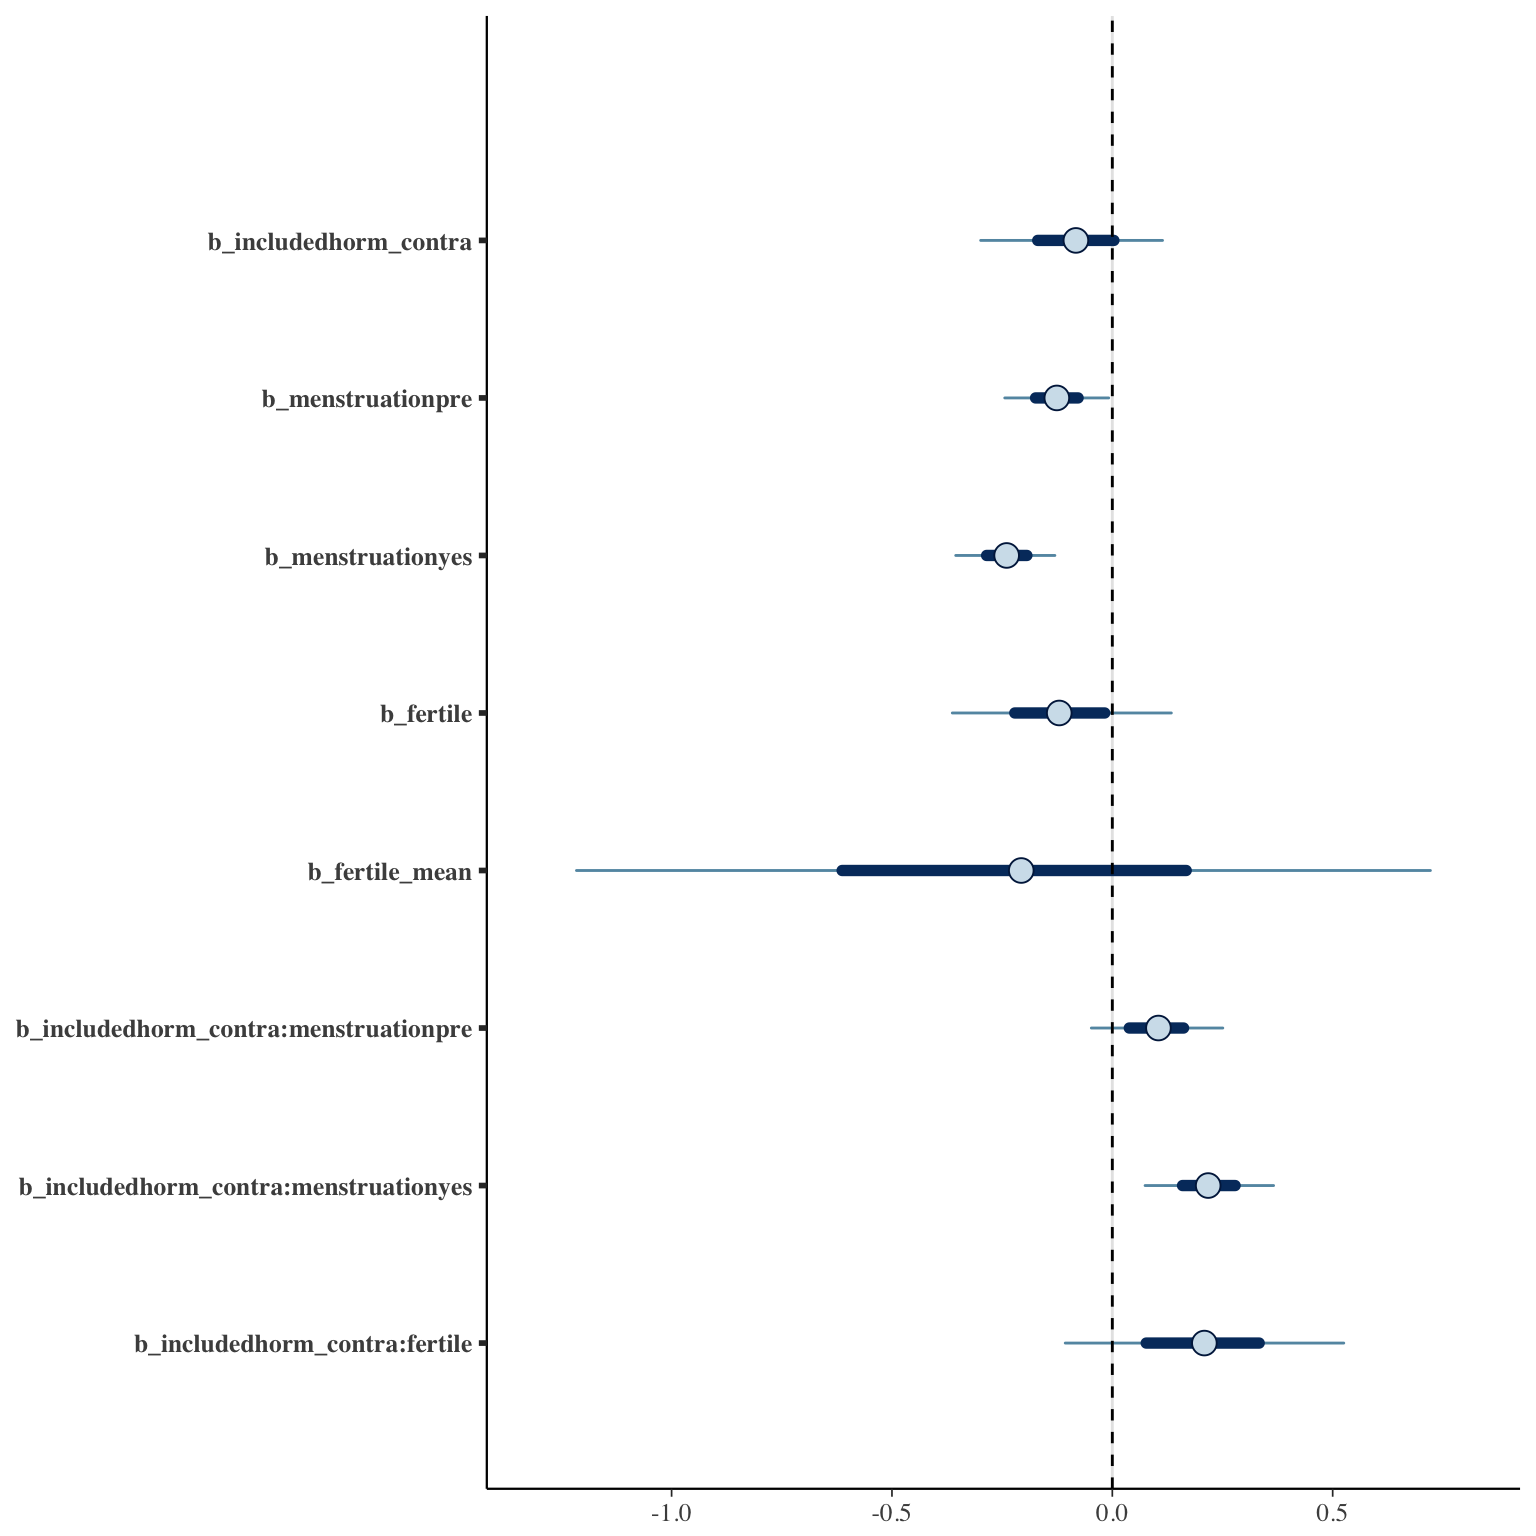 b_includedhorm_contra
b_menstruationpre
b_menstruationyes
b_fertile
b_fertile_mean
b_includedhorm_contra:menstruationpre
b_includedhorm_contra:menstruationyes
b_includedhorm_contra:fertile
-1.0 -0.5 0.0 0.5